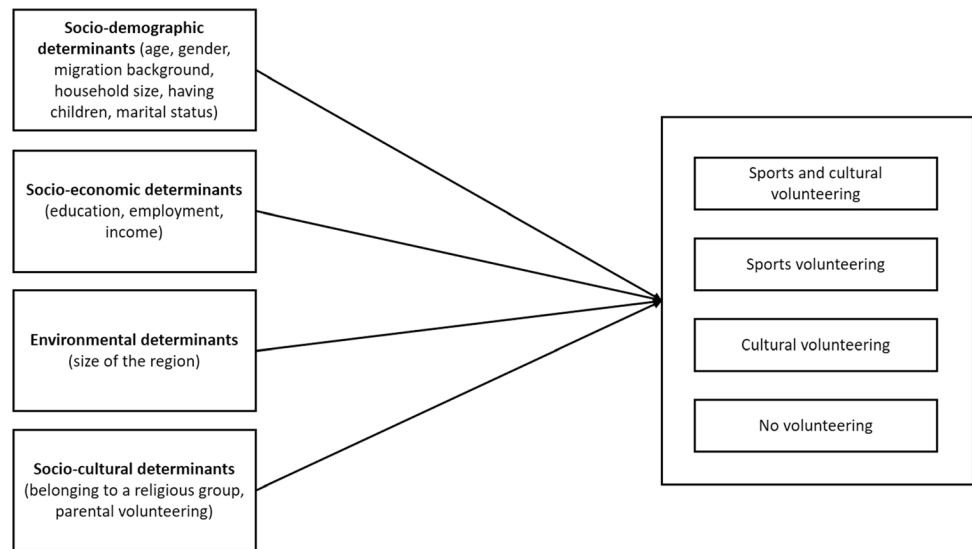 Socio-demographic
determinants (age, gender,
migration background,
household size, having
children, marital status)
Socio-economic determinants
(education, employment,
income)
Environmental determinants
(size of the region)
Socio-cultural determinants
(belonging to a religious group,
parental volunteering)
Sports and cultural
volunteering
Sports volunteering
Cultural volunteering
No volunteering